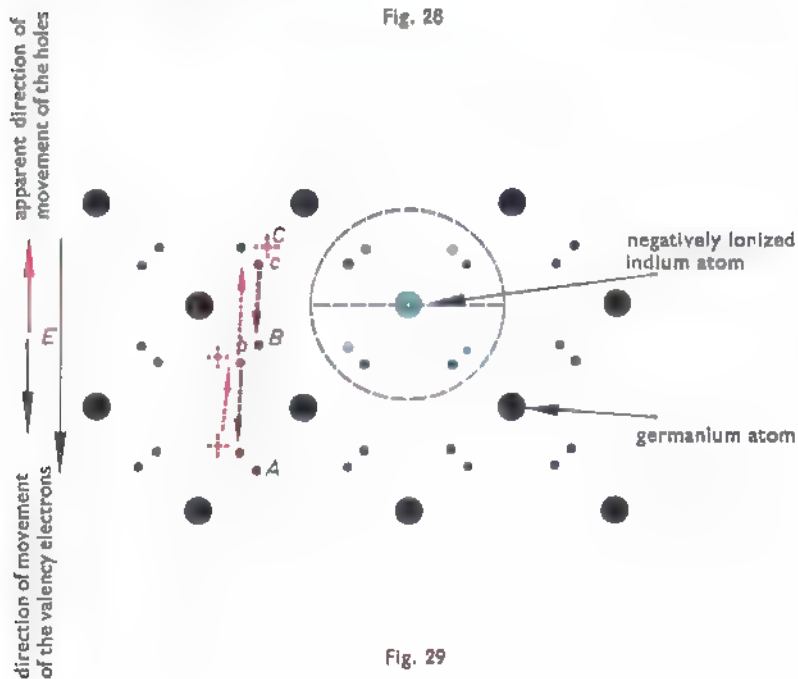 Fig. 28
apparent direction of
movement of the holes
E
direction of movement
of the valency electrons
C
c
B
b
A
negatively ionized
indium atom
germanium atom
Fig. 29